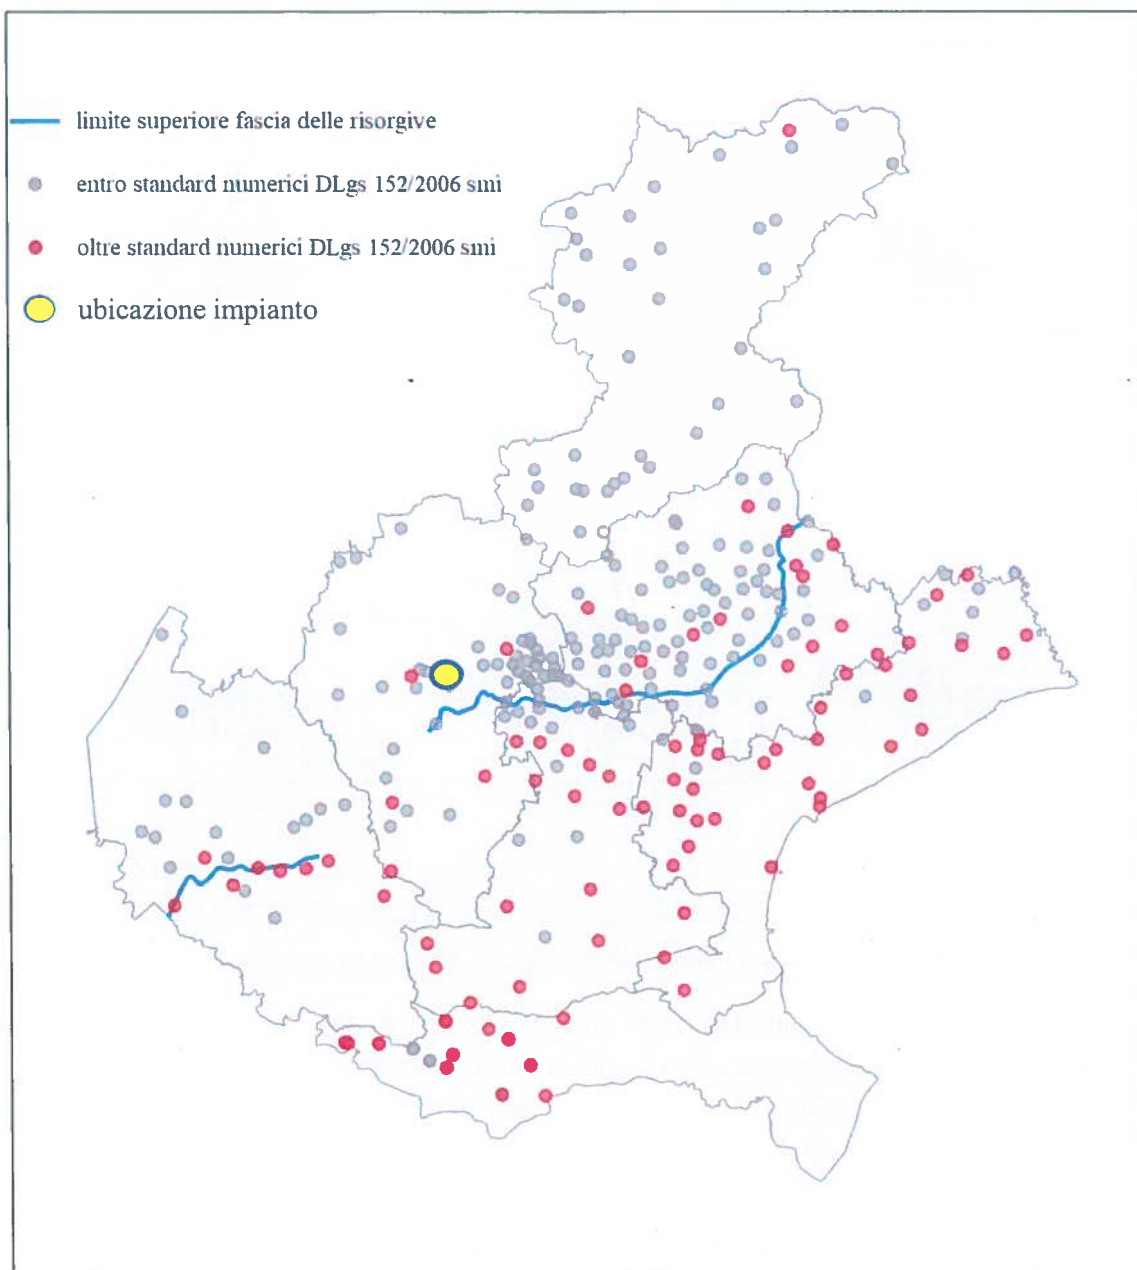 limite superiore fascia delle risorgive
entro standard numerici DLgs 152/2006 smi
oltre standard numerici DLgs 152/2006 smi
ubicazione impianto